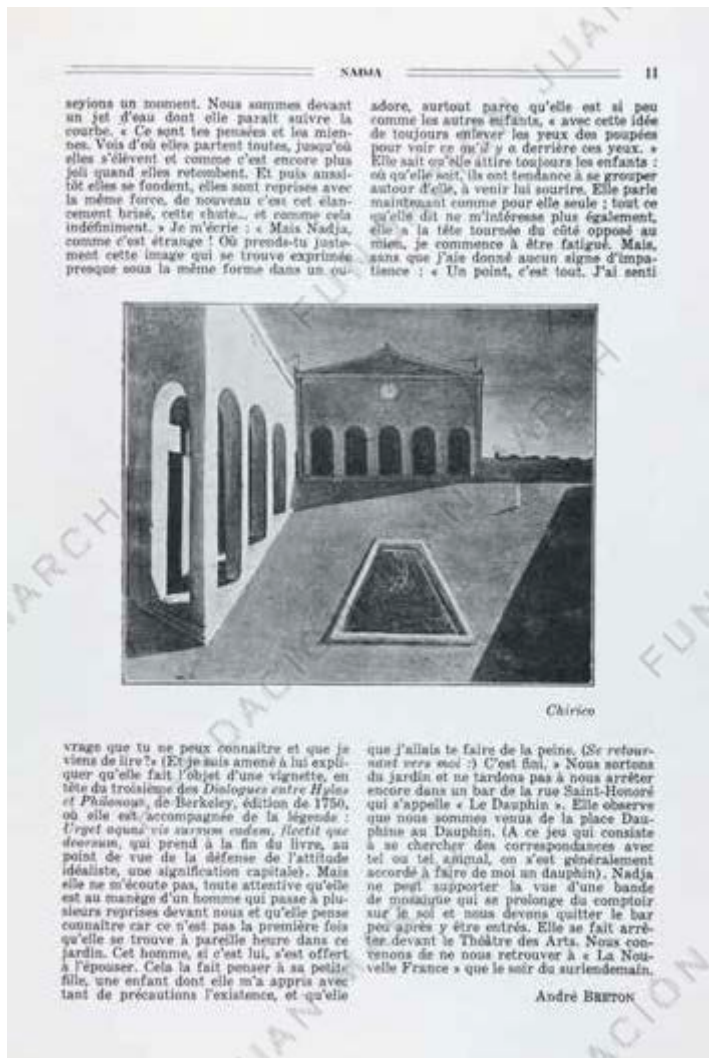 NADJA 11
seyions un moment. Nous sommes devant
un jet d'eau dont elle paraît suivre la
courbe. « Ce sont tes pensées et les mien-
nes. Vois d'où elles partent toutes, jusqu'où
elles s'élèvent et comme c'est encore plus
joli quand elles retombent. Et puis aussi-
tôt elles se fondent, elles sont reprises avec
la même force, de nouveau c'est cet élan-
cement brisé, cette chute... et comme cela
indéfiniment. » Je m'écrie : « Mais Nadja,
comme c'est étrange ! Où prends-tu juste-
ment cette image qui se trouve exprimée
presque sous la même forme dans un ou-
adore, surtout parce qu'elle est si peu
comme les autres enfants, « avec cette idée
de toujours enlever les yeux des poupées
pour voir ce qu'il y a derrière ces yeux. »
Elle sait qu'elle attire toujours les enfants :
où qu'elle soit, ils ont tendance à se grouper
autour d'elle, à venir lui sourire. Elle parle
maintenant comme pour elle seule ; tout ce
qu'elle dit ne m'intéresse plus également,
elle a la tête tournée du côté opposé au
mien, je commence à être fatigué. Mais,
sans que j'aie donné aucun signe d'impa-
tience : « Un point, c'est tout. J'ai senti
Chirico
vrage que tu ne peux connaître et que je
viens de lire ? » (Et je suis amené à lui expli-
quer qu'elle fait l'objet d'une vignette, en
tête du troisième des Dialogues entre Hylas
et Philonous, de Berkeley, édition de 1750,
où elle est accompagnée de la légende :
Urget aquas vis sursum eadem, flectit que
deorsum, qui prend à la fin du livre, au
point de vue de la défense de l'attitude
idéaliste, une signification capitale). Mais
elle ne m'écoute pas, toute attentive qu'elle
est au manège d'un homme qui passe à plu-
sieurs reprises devant nous et qu'elle pense
connaître car ce n'est pas la première fois
qu'elle se trouve à pareille heure dans ce
jardin. Cet homme, si c'est lui, s'est offert
à l'épouser. Cela la fait penser à sa petite
fille, une enfant dont elle m'a appris avec
tant de précautions l'existence, et qu'elle
que j'allais te faire de la peine. (Se retour-
nant vers moi :) C'est fini. » Nous sortons
du jardin et ne tardons pas à nous arrêter
encore dans un bar de la rue Saint-Honoré
qui s'appelle « Le Dauphin ». Elle observe
que nous sommes venus de la place Dau-
phine au Dauphin. (A ce jeu qui consiste
à se chercher des correspondances avec
tel ou tel animal, on s'est généralement
accordé à faire de moi un dauphin). Nadja
ne peut supporter la vue d'une bande
de mosaïque qui se prolonge du comptoir
sur le sol et nous devons quitter le bar
peu après y être entrés. Elle se fait arrê-
ter devant le Théâtre des Arts. Nous con-
venons de ne nous retrouver à « La Nou-
velle France » que le soir du surlendemain.
André BRETON